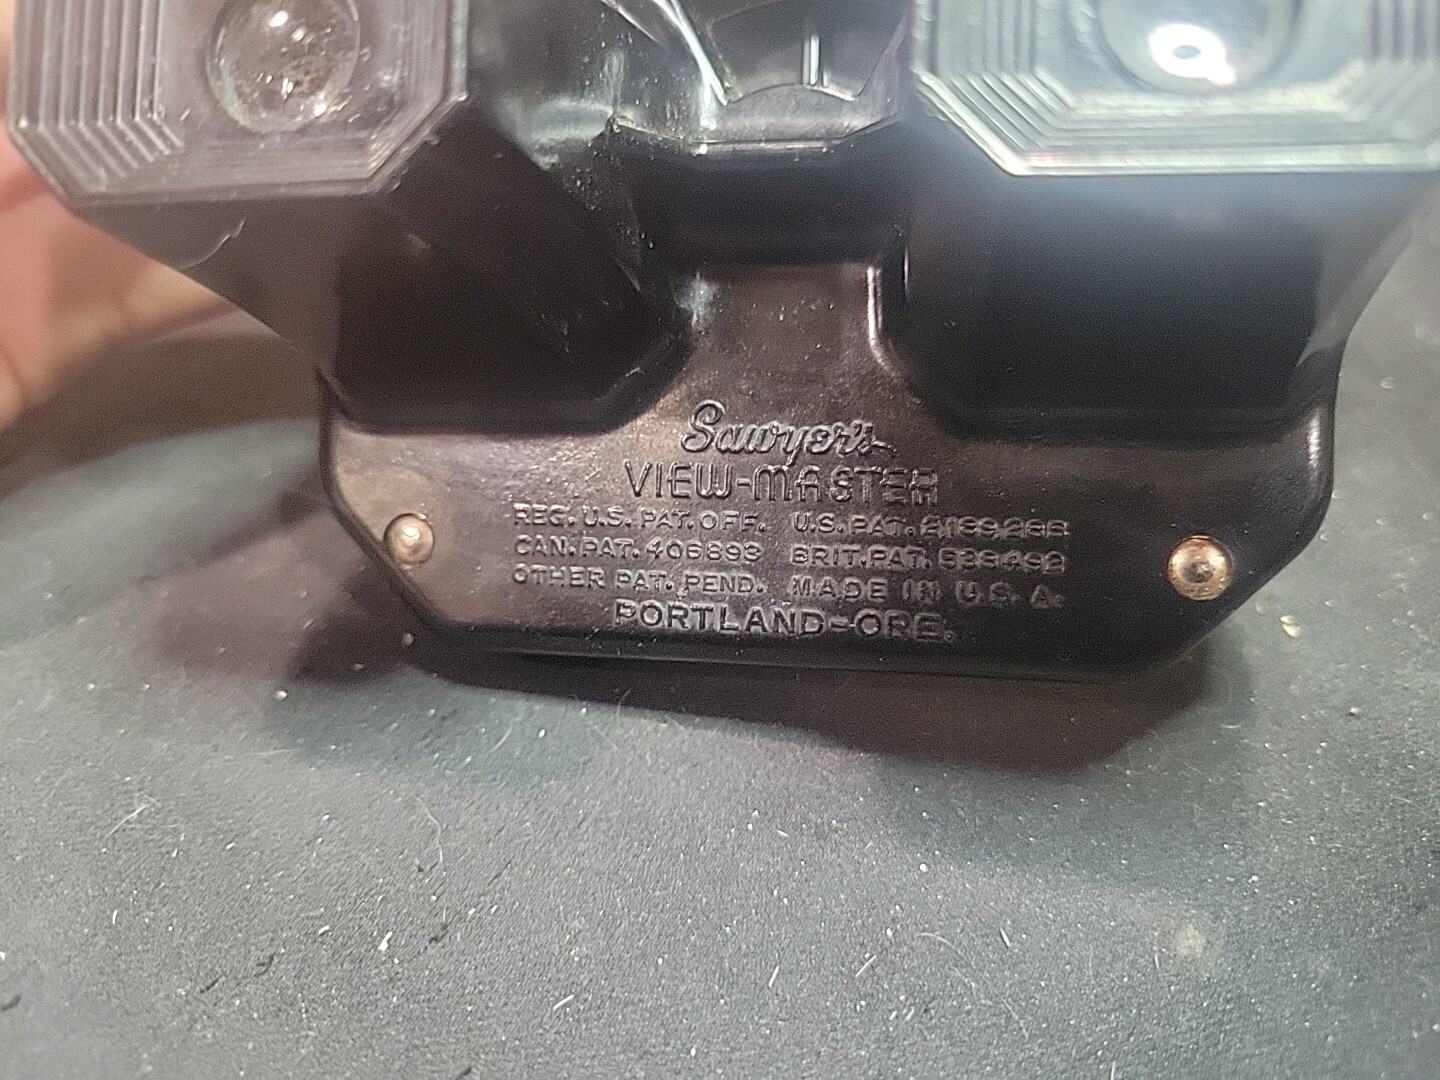 Sawyer's
VIEW-MASTER
REG. U.S. PAT. OFF. U.S. PAT. 2,189,285
CAN. PAT. 406893 BRIT. PAT. 539492
OTHER PAT. PEND. MADE IN U.S.A.
PORTLAND-ORE.